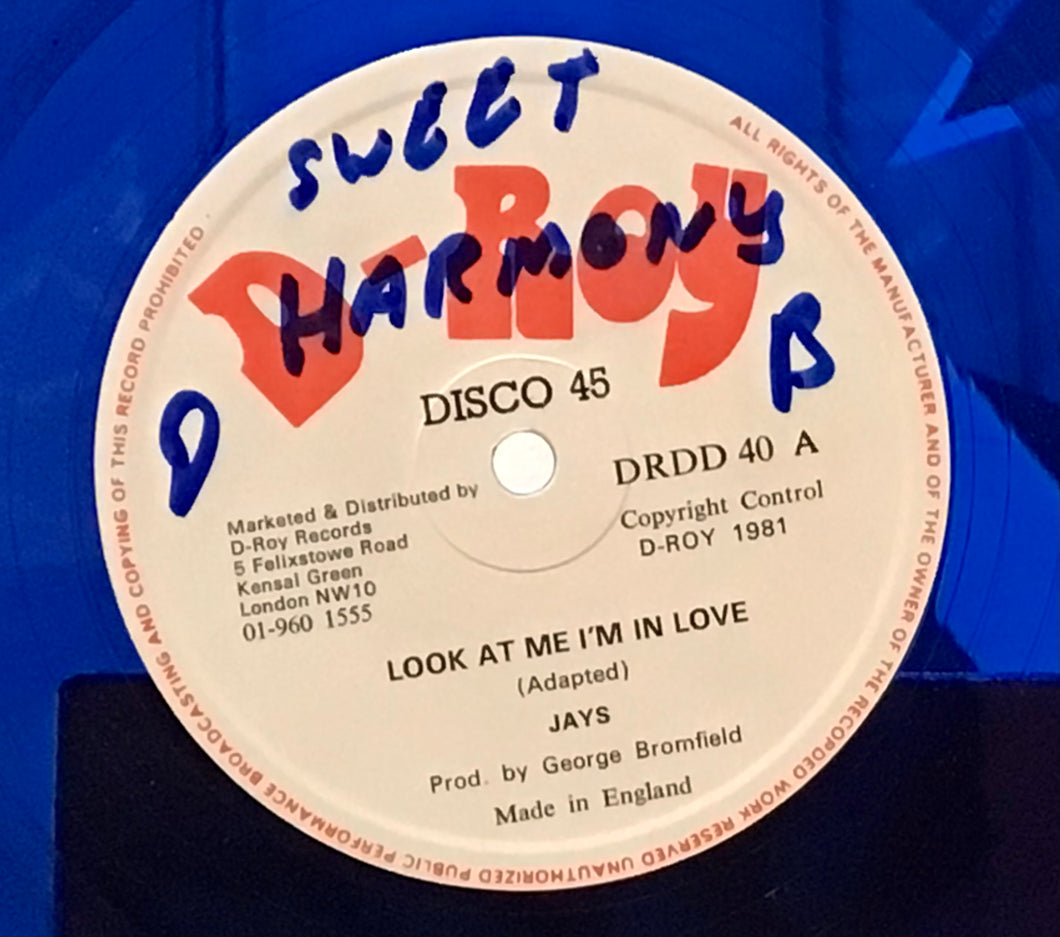 SWEET
HARMONY
D B
D-Roy
DISCO 45
DRDD 40 A
Copyright Control
D-ROY 1981
Marketed & Distributed by
D-Roy Records
5 Felixstowe Road
Kensal Green
London NW10
01-960 1555
LOOK AT ME I'M IN LOVE
(Adapted)
JAYS
Prod. by George Bromfield
Made in England
ALL RIGHTS OF THE MANUFACTURER AND OF THE OWNER OF THE RECORDED WORK RESERVED UNAUTHORIZED PUBLIC PERFORMANCE BROADCASTING AND COPYING OF THIS RECORD PROHIBITED